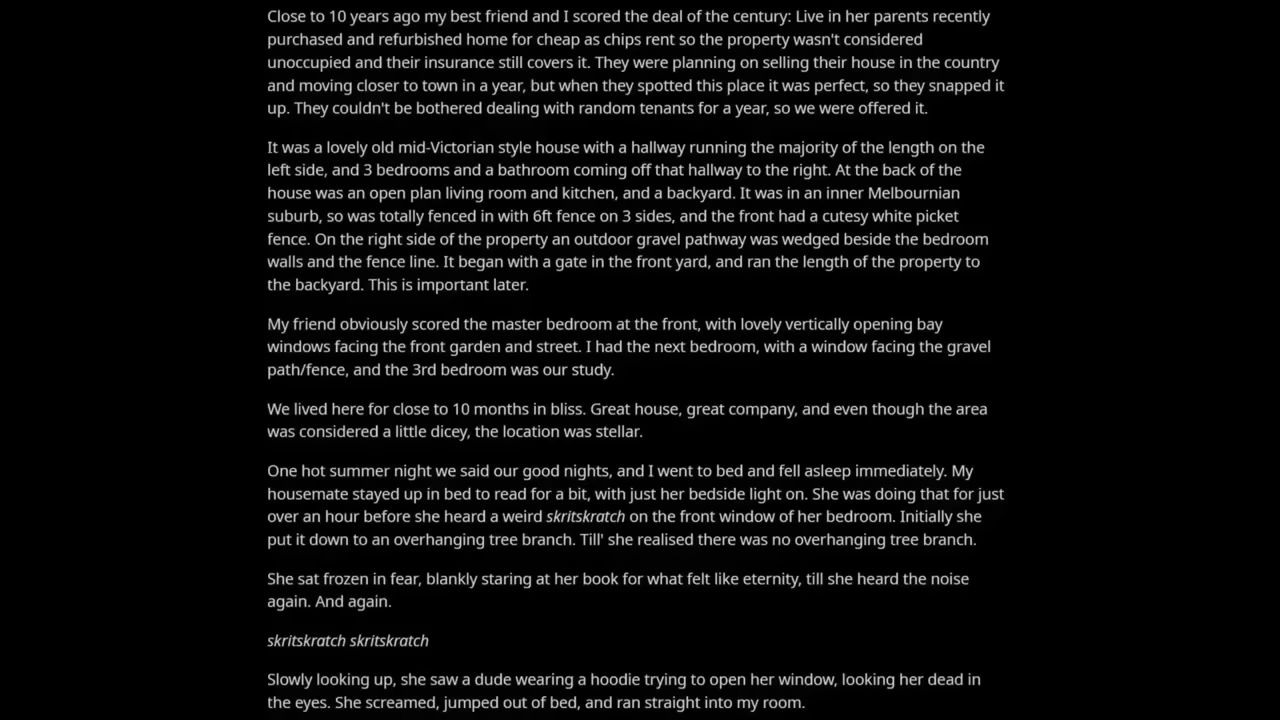 Close to 10 years ago my best friend and I scored the deal of the century: Live in her parents recently
purchased and refurbished home for cheap as chips rent so the property wasn't considered
unoccupied and their insurance still covers it. They were planning on selling their house in the country
and moving closer to town in a year, but when they spotted this place it was perfect, so they snapped it
up. They couldn't be bothered dealing with random tenants for a year, so we were offered it.
It was a lovely old mid-Victorian style house with a hallway running the majority of the length on the
left side, and 3 bedrooms and a bathroom coming off that hallway to the right. At the back of the
house was an open plan living room and kitchen, and a backyard. It was in an inner Melbournian
suburb, so was totally fenced in with 6ft fence on 3 sides, and the front had a cutesy white picket
fence. On the right side of the property an outdoor gravel pathway was wedged beside the bedroom
walls and the fence line. It began with a gate in the front yard, and ran the length of the property to
the backyard. This is important later.
My friend obviously scored the master bedroom at the front, with lovely vertically opening bay
windows facing the front garden and street. I had the next bedroom, with a window facing the gravel
path/fence, and the 3rd bedroom was our study.
We lived here for close to 10 months in bliss. Great house, great company, and even though the area
was considered a little dicey, the location was stellar.
One hot summer night we said our good nights, and I went to bed and fell asleep immediately. My
housemate stayed up in bed to read for a bit, with just her bedside light on. She was doing that for just
over an hour before she heard a weird skritskratch on the front window of her bedroom. Initially she
put it down to an overhanging tree branch. Till' she realised there was no overhanging tree branch.
She sat frozen in fear, blankly staring at her book for what felt like eternity, till she heard the noise
again. And again.
skritskratch skritskratch
Slowly looking up, she saw a dude wearing a hoodie trying to open her window, looking her dead in
the eyes. She screamed, jumped out of bed, and ran straight into my room.